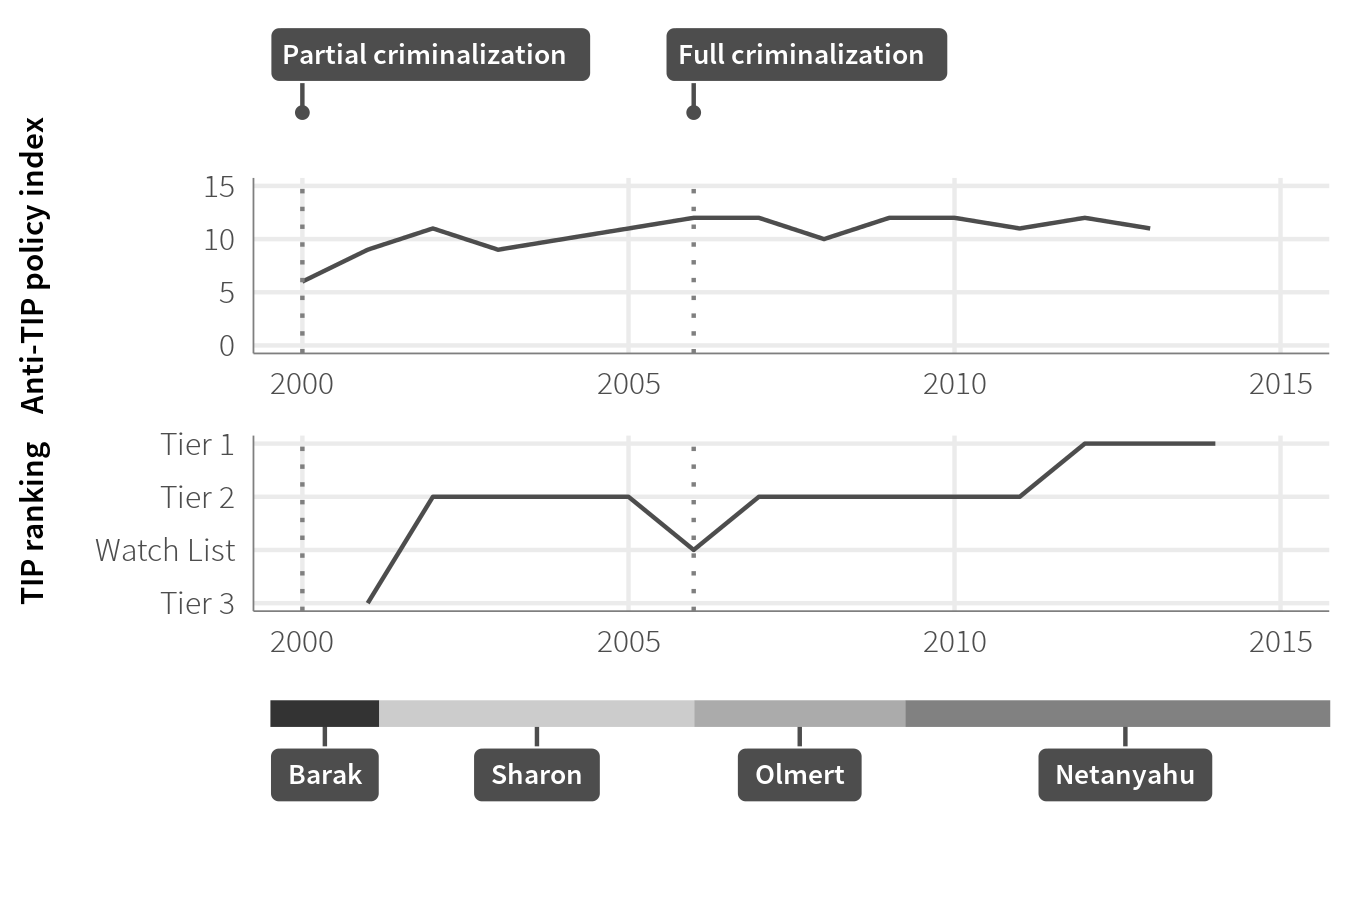 Partial criminalization
Full criminalization
Anti-TIP policy index
15
10
5
0
2000
2005
2010
2015
TIP ranking
Tier 1
Tier 2
Watch List
Tier 3
2000
2005
2010
2015
Barak
Sharon
Olmert
Netanyahu